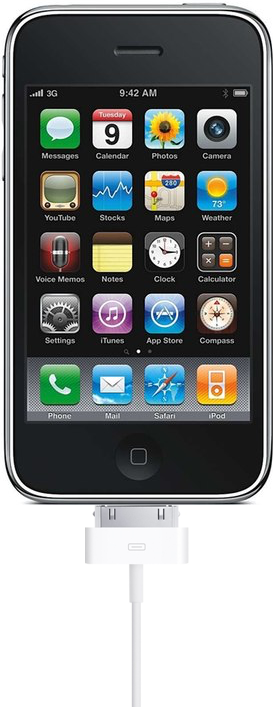 3G 9:42 AM
Tuesday
9
280
73°
Messages Calendar Photos Camera
YouTube Stocks Maps Weather
Voice Memos Notes Clock Calculator
Settings iTunes App Store Compass
Phone Mail Safari iPod